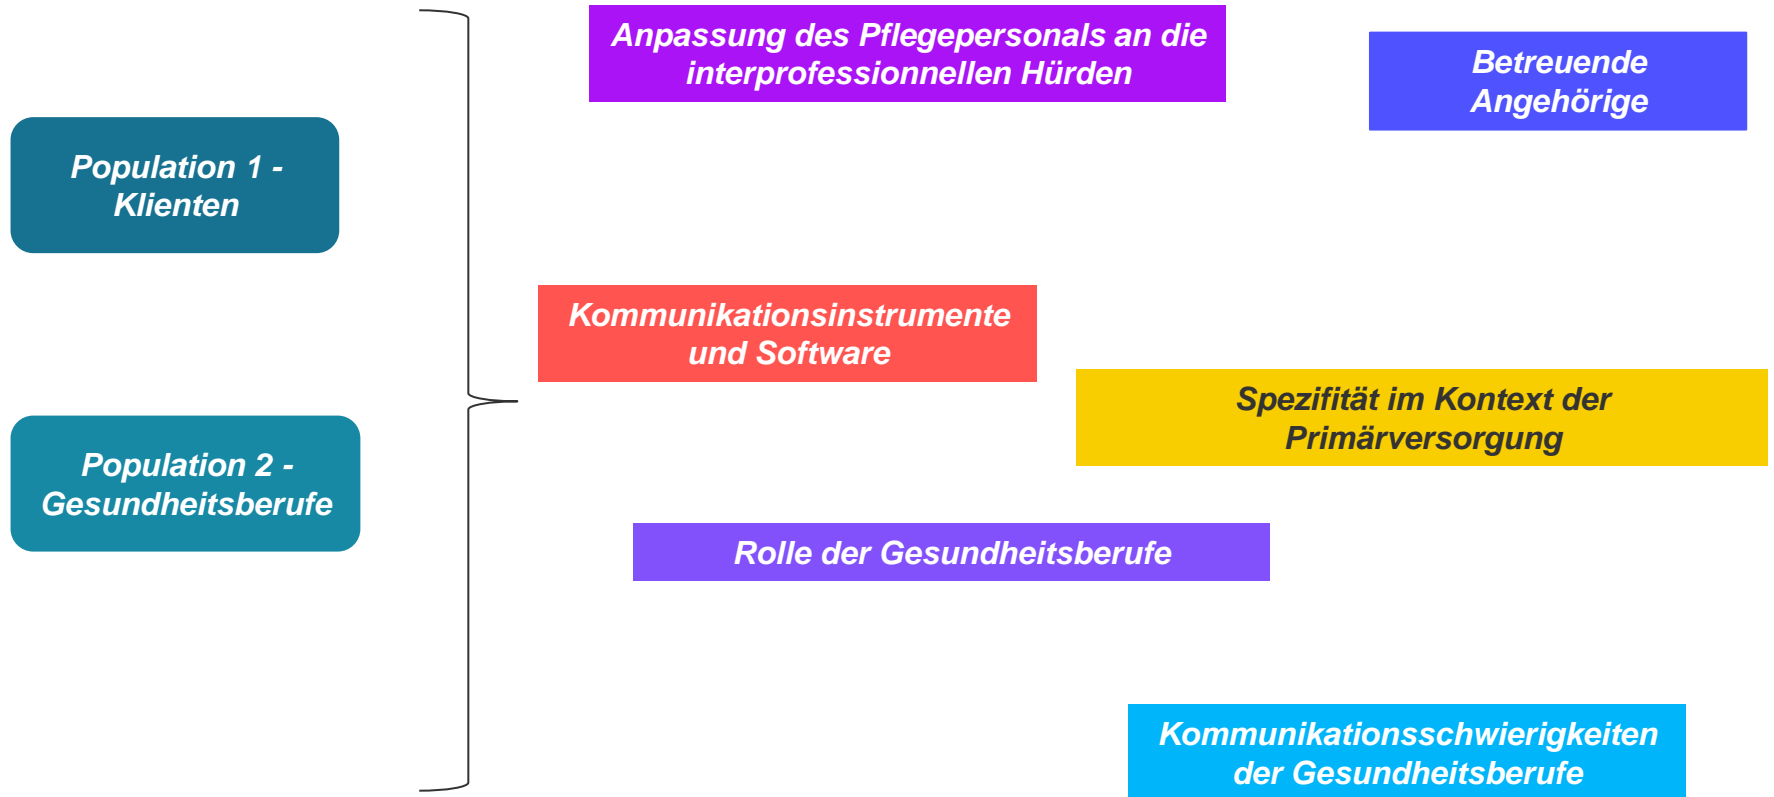 Population 1 -
Klienten
Population 2 -
Gesundheitsberufe
Anpassung des Pflegepersonals an die
interprofessionnellen Hürden
Betreuende
Angehörige
Kommunikationsinstrumente
und Software
Spezifität im Kontext der
Primärversorgung
Rolle der Gesundheitsberufe
Kommunikationsschwierigkeiten
der Gesundheitsberufe